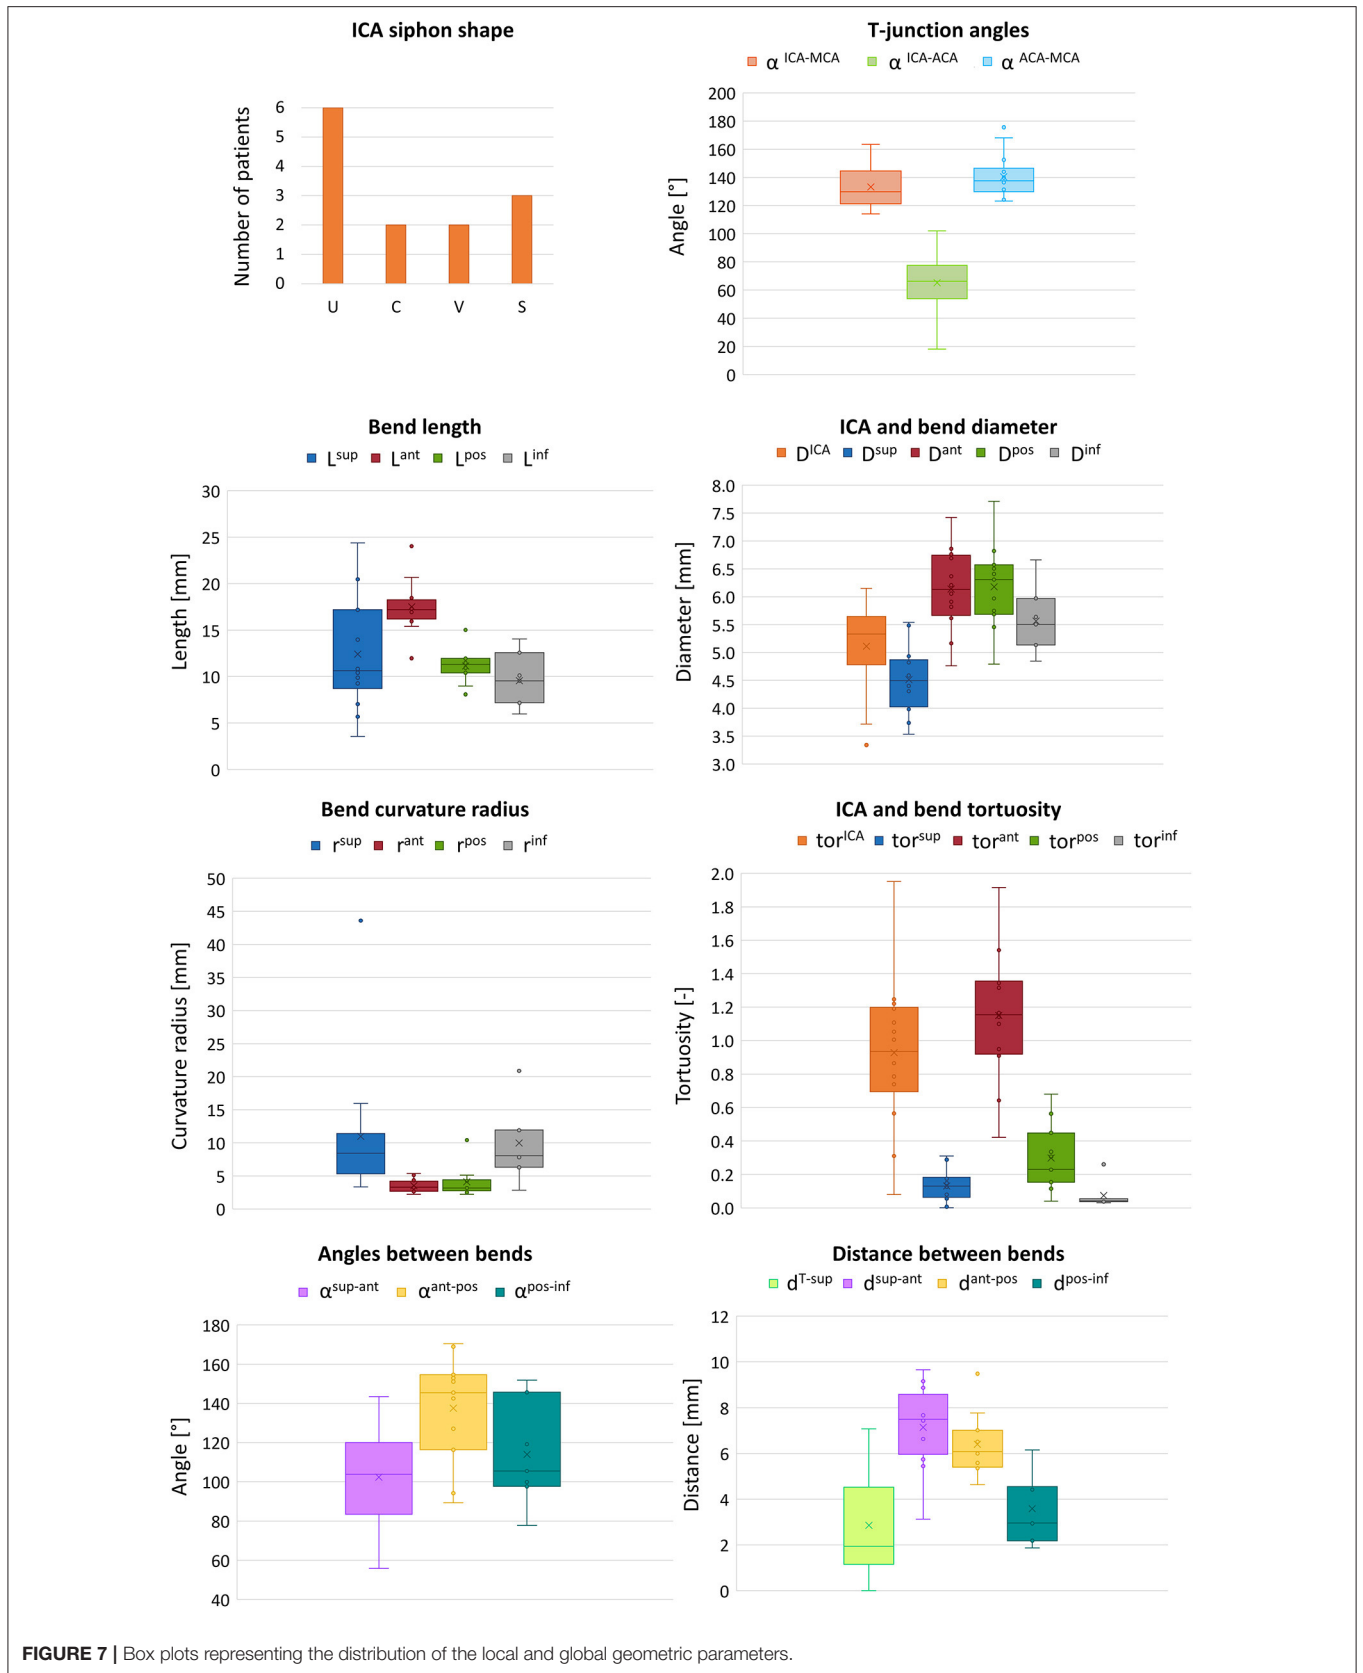 ICA siphon shape
Number of patients
6
5
4
3
2
1
0
U C V S
T-junction angles
α ICA-MCA α ICA-ACA α ACA-MCA
Angle [°]
200
180
160
140
120
100
80
60
40
20
0
Bend length
Lsup Lant Lpos Linf
Length [mm]
30
25
20
15
10
5
0
ICA and bend diameter
DICA Dsup Dant Dpos Dinf
Diameter [mm]
8.0
7.5
7.0
6.5
6.0
5.5
5.0
4.5
4.0
3.5
3.0
Bend curvature radius
rsup rant rpos rinf
Curvature radius [mm]
50
45
40
35
30
25
20
15
10
5
0
ICA and bend tortuosity
torICA torsup torant torpos torinf
Tortuosity [-]
2.0
1.8
1.6
1.4
1.2
1.0
0.8
0.6
0.4
0.2
0.0
Angles between bends
αsup-ant αant-pos αpos-inf
Angle [°]
180
160
140
120
100
80
60
40
Distance between bends
dT-sup dsup-ant dant-pos dpos-inf
Distance [mm]
12
10
8
6
4
2
0
FIGURE 7 | Box plots representing the distribution of the local and global geometric parameters.